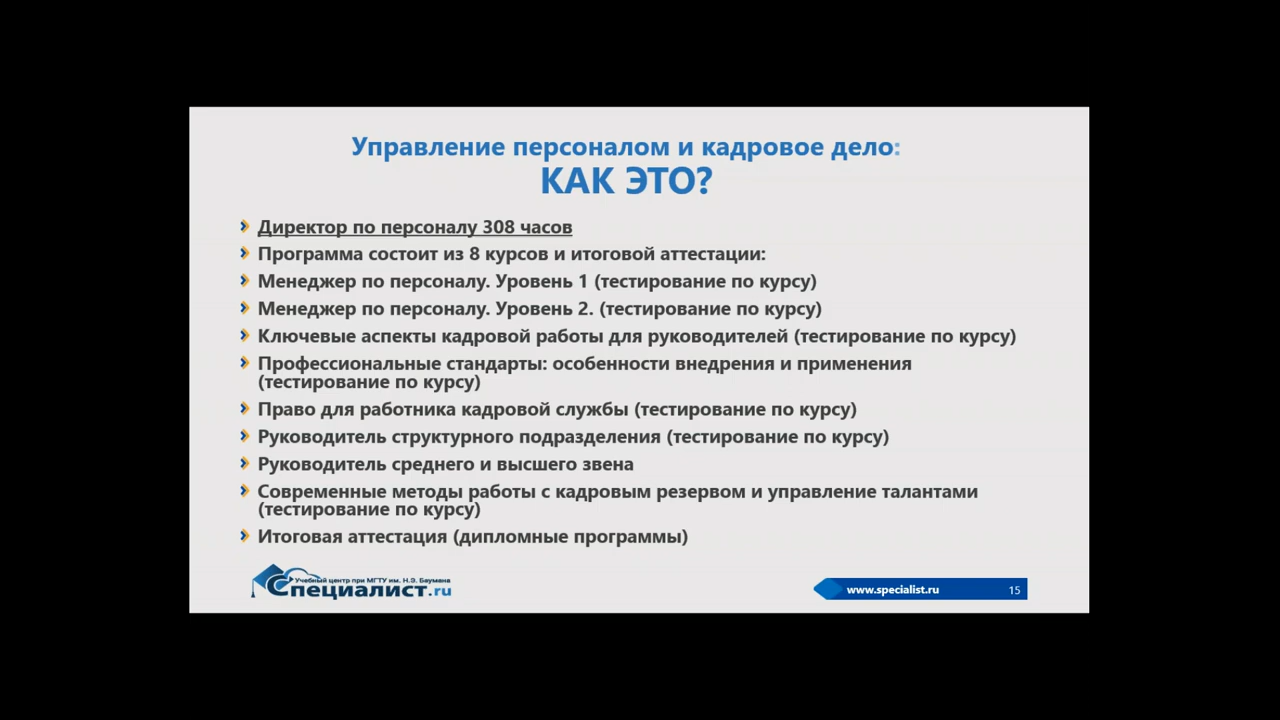 Управление персоналом и кадровое дело:
КАК ЭТО?
Директор по персоналу 308 часов
Программа состоит из 8 курсов и итоговой аттестации:
Менеджер по персоналу. Уровень 1 (тестирование по курсу)
Менеджер по персоналу. Уровень 2. (тестирование по курсу)
Ключевые аспекты кадровой работы для руководителей (тестирование по курсу)
Профессиональные стандарты: особенности внедрения и применения
(тестирование по курсу)
Право для работника кадровой службы (тестирование по курсу)
Руководитель структурного подразделения (тестирование по курсу)
Руководитель среднего и высшего звена
Современные методы работы с кадровым резервом и управление талантами
(тестирование по курсу)
Итоговая аттестация (дипломные программы)
Учебный центр при МГТУ им. Н.Э. Баумана
Специалист.ru
www.specialist.ru 15